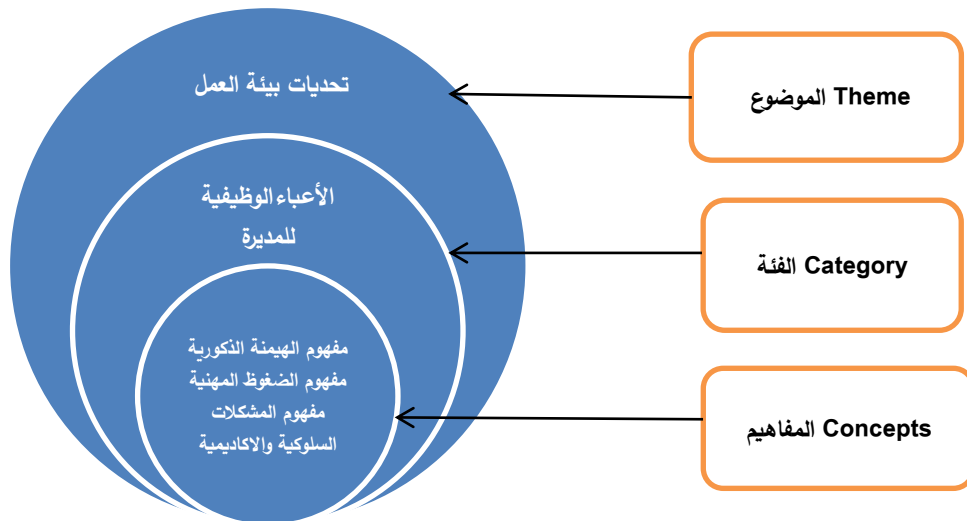 تحديات بيئة العمل
الموضوع Theme
الأعباء الوظيفية
للمديرة
الفئة Category
مفهوم الهيمنة الذكورية
مفهوم الضغوظ المهنية
مفهوم المشكلات
السلوكية والاكاديمية
المفاهيم Concepts